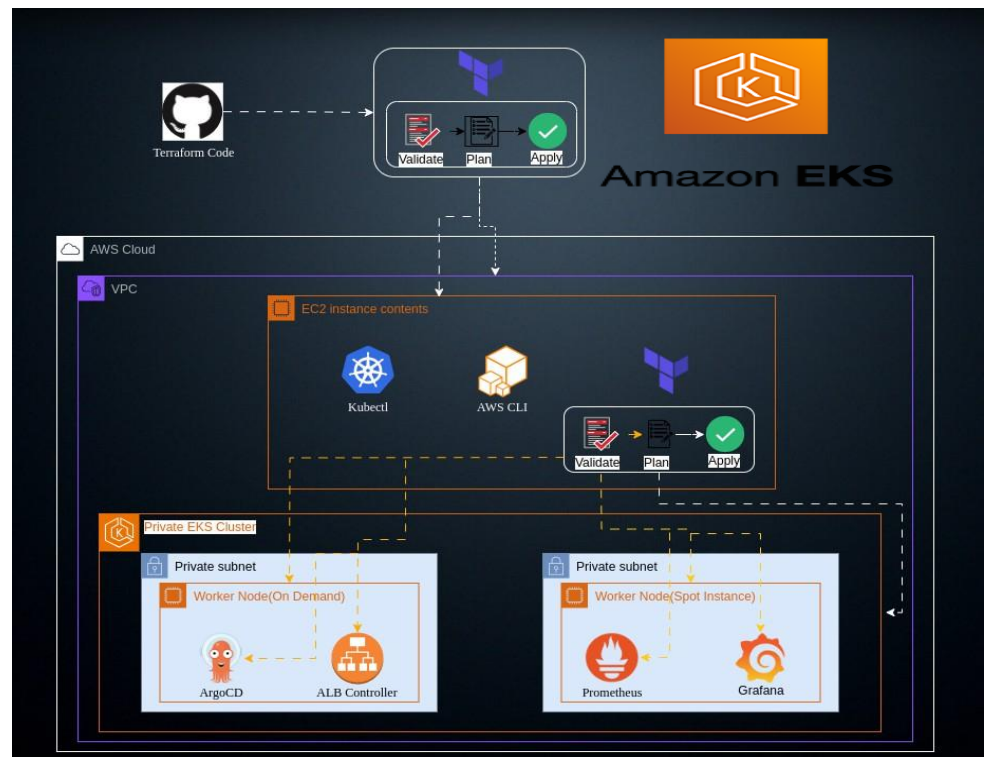 Terraform Code
Validate
Plan
Apply
Amazon EKS
AWS Cloud
VPC
EC2 instance contents
Kubectl
AWS CLI
Validate
Plan
Apply
Private EKS Cluster
Private subnet
Worker Node(On Demand)
ArgoCD
ALB Controller
Private subnet
Worker Node(Spot Instance)
Prometheus
Grafana